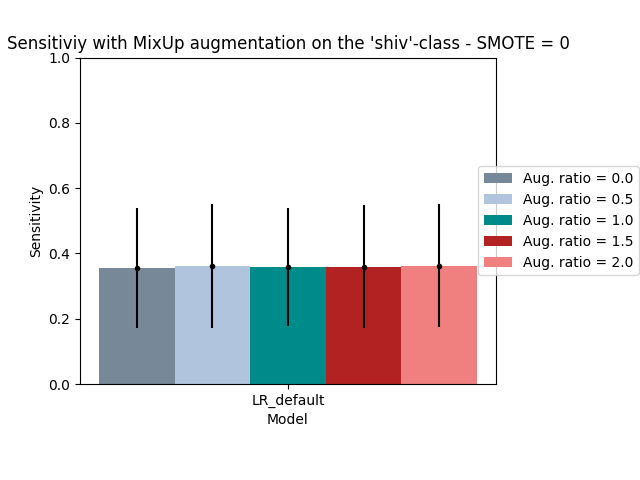 Sensitiviy with MixUp augmentation on the 'shiv'-class - SMOTE = 0
1.0
0.8
0.6
0.4
0.2
0.0
Sensitivity
LR_default
Model
Aug. ratio = 0.0
Aug. ratio = 0.5
Aug. ratio = 1.0
Aug. ratio = 1.5
Aug. ratio = 2.0